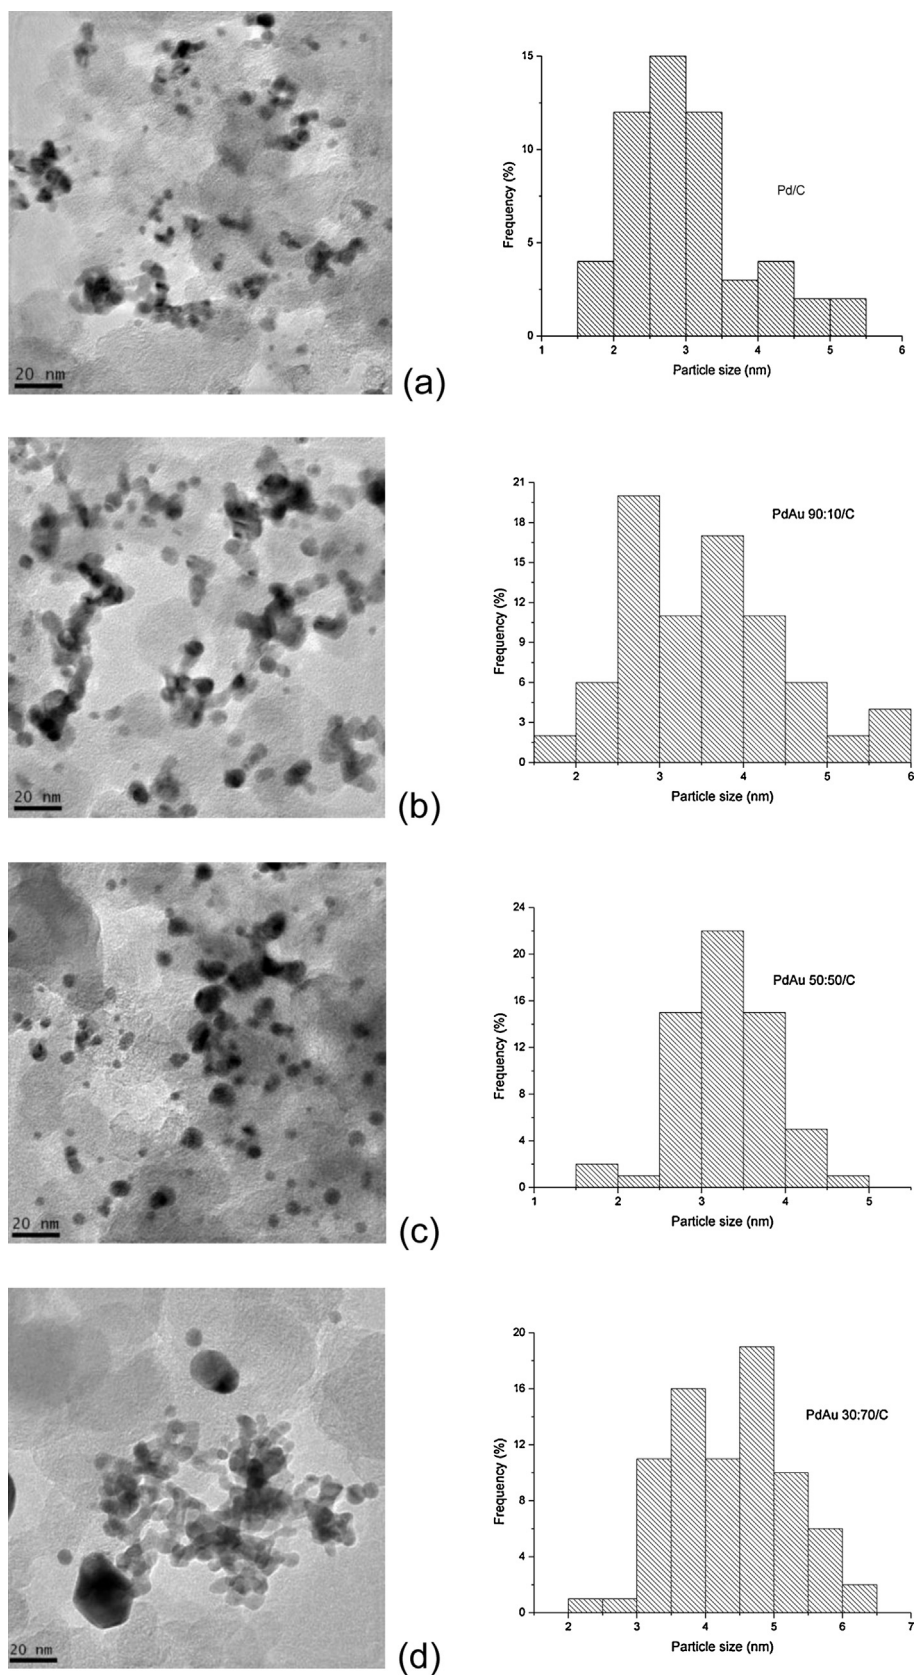 20 nm
(a)
15
10
5
0
Frequency (%)
Pd/C
1 2 3 4 5 6
Particle size (nm)
20 nm
(b)
21
18
15
12
9
6
3
0
Frequency (%)
PdAu 90:10/C
2 3 4 5 6
Particle size (nm)
20 nm
(c)
24
20
16
12
8
4
0
Frequency (%)
PdAu 50:50/C
1 2 3 4 5
Particle size (nm)
20 nm
(d)
20
16
12
8
4
0
Frequency (%)
PdAu 30:70/C
2 3 4 5 6 7
Particle size (nm)